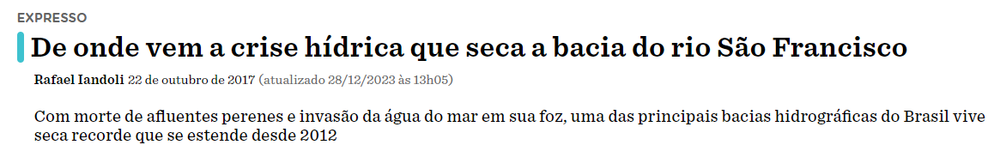 EXPRESSO
De onde vem a crise hídrica que seca a bacia do rio São Francisco
Rafael Iandoli 22 de outubro de 2017 (atualizado 28/12/2023 às 13h05)
Com morte de afluentes perenes e invasão da água do mar em sua foz, uma das principais bacias hidrográficas do Brasil vive
seca recorde que se estende desde 2012